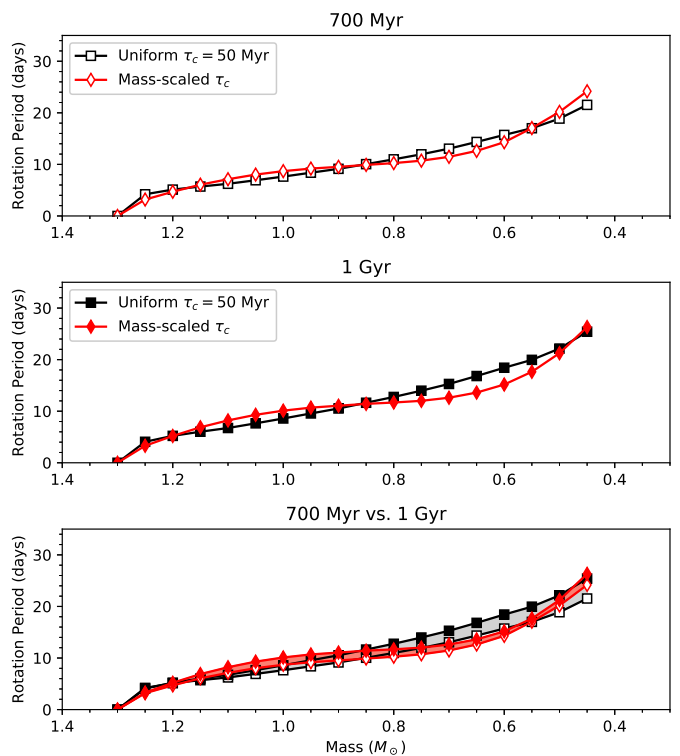 700 Myr
Rotation Period (days)
30
20
10
0
Uniform τc = 50 Myr
Mass-scaled τc
1.4 1.2 1.0 0.8 0.6 0.4
1 Gyr
Rotation Period (days)
30
20
10
0
Uniform τc = 50 Myr
Mass-scaled τc
1.4 1.2 1.0 0.8 0.6 0.4
700 Myr vs. 1 Gyr
Rotation Period (days)
30
20
10
0
1.4 1.2 1.0 0.8 0.6 0.4
Mass (M⊙)